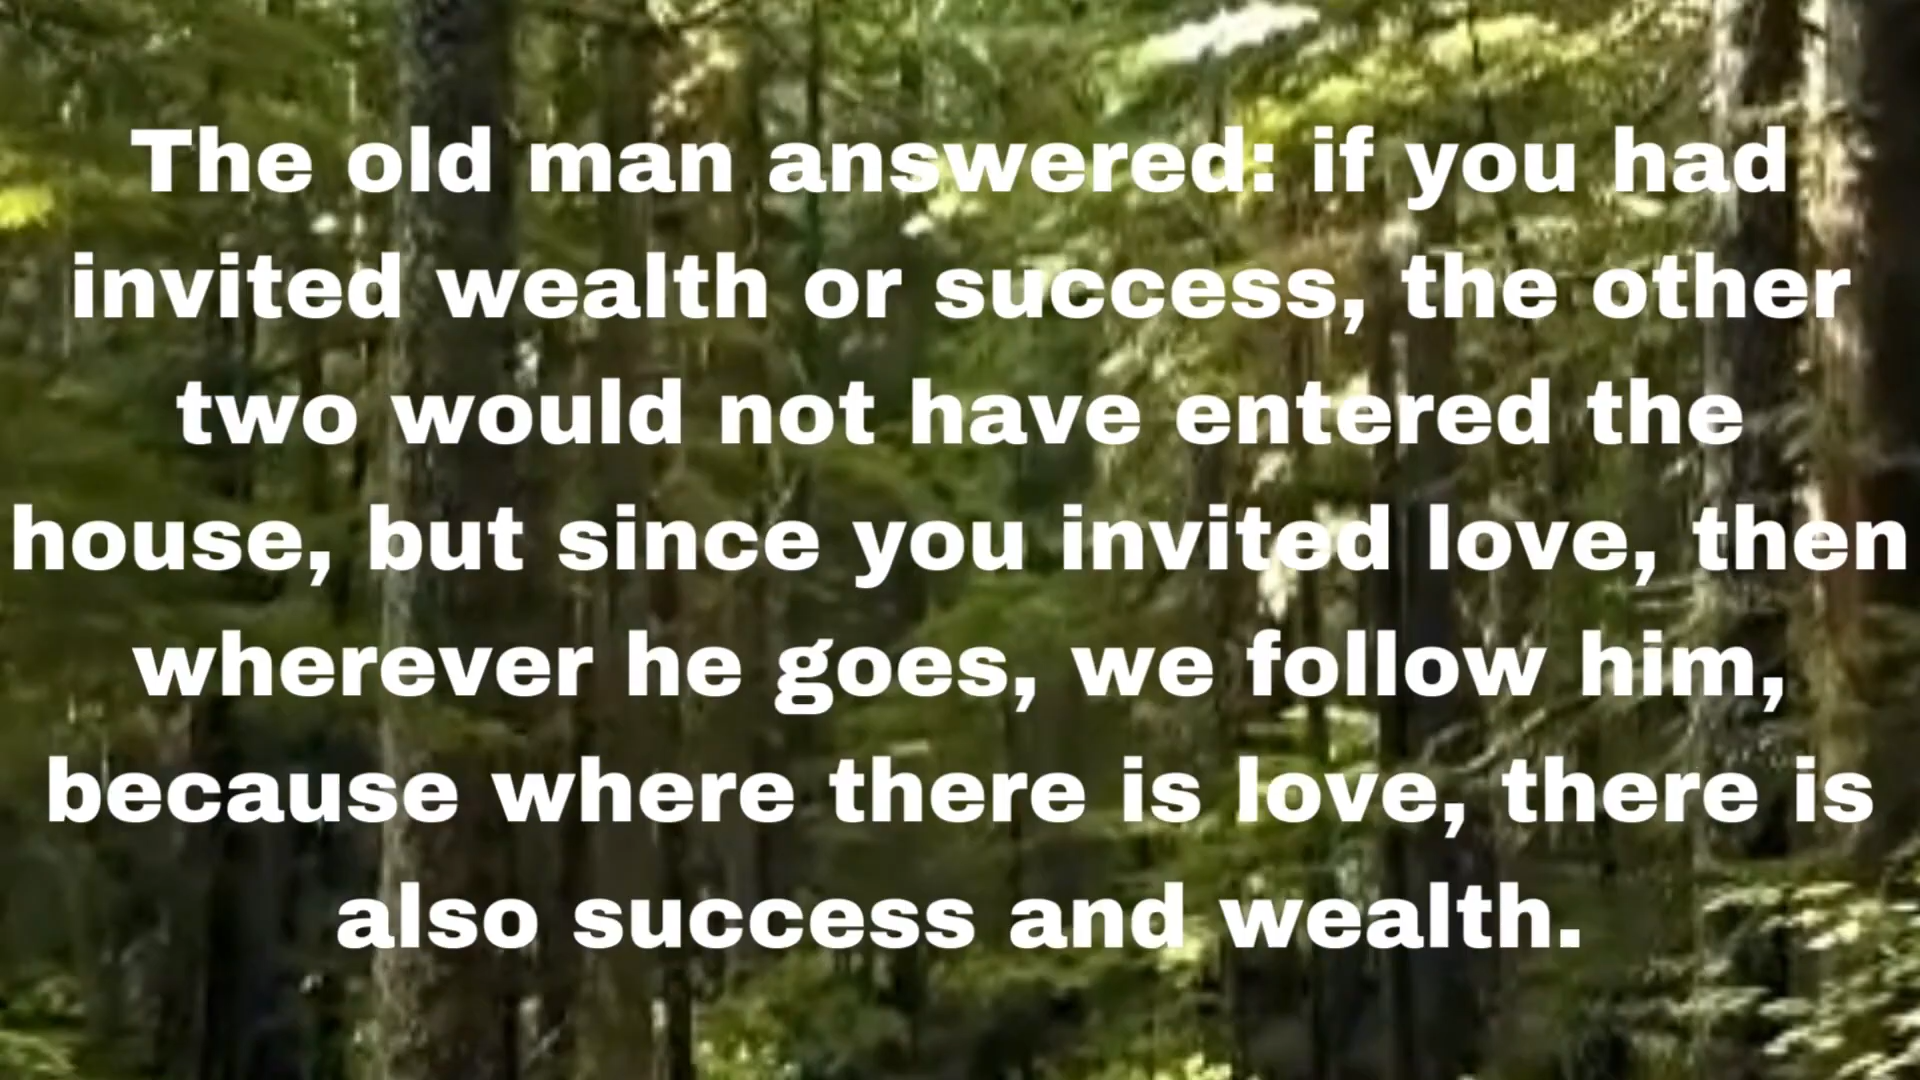 The old man answered: if you had
invited wealth or success, the other
two would not have entered the
house, but since you invited love, then
wherever he goes, we follow him,
because where there is love, there is
also success and wealth.